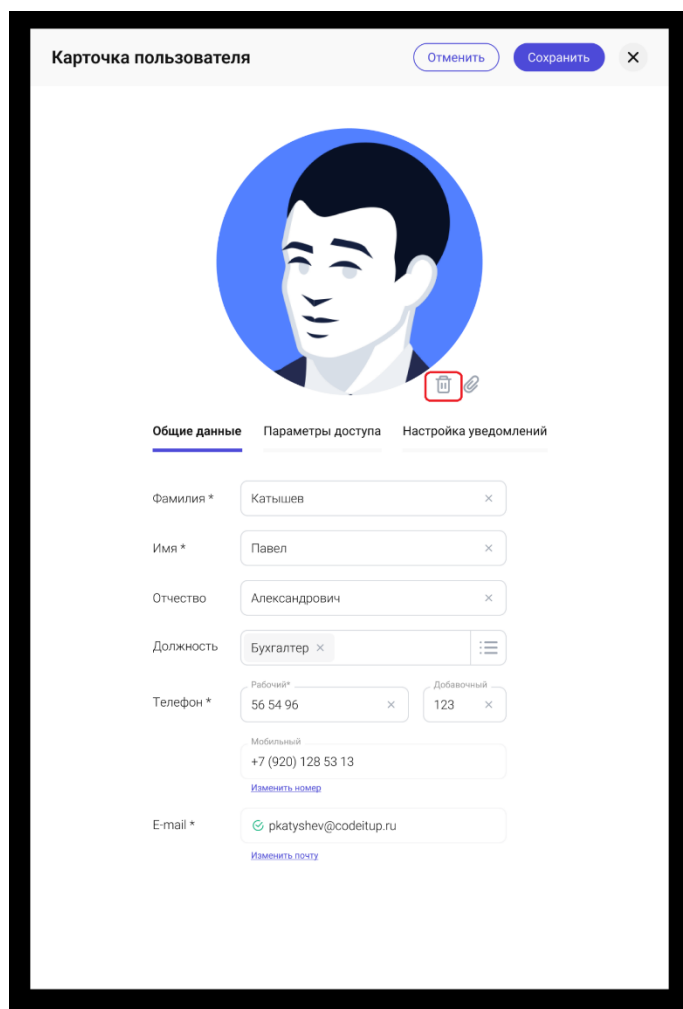 Карточка пользователя
Отменить
Сохранить
Общие данные
Параметры доступа
Настройка уведомлений
Фамилия *
Катышев
Имя *
Павел
Отчество
Александрович
Должность
Бухгалтер
Телефон *
Рабочий*
56 54 96
Добавочный
123
Мобильный
+7 (920) 128 53 13
Изменить номер
E-mail *
pkatyshev@codeitup.ru
Изменить почту